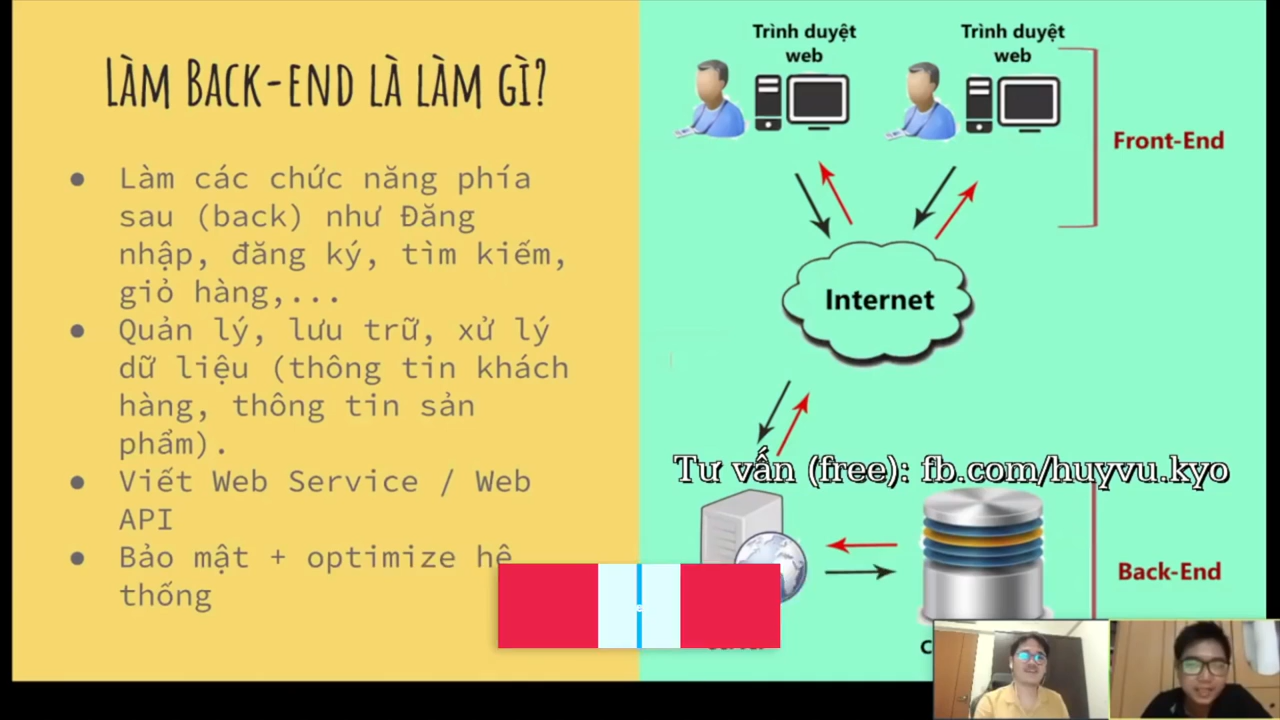 LÀM BACK-END LÀ LÀM GÌ?
● Làm các chức năng phía
sau (back) như Đăng
nhập, đăng ký, tìm kiếm,
giỏ hàng,...
● Quản lý, lưu trữ, xử lý
dữ liệu (thông tin khách
hàng, thông tin sản
phẩm).
● Viết Web Service / Web
API
● Bảo mật + optimize hệ
thống
Trình duyệt
web
Trình duyệt
web
Front-End
Internet
Tư vấn (free): fb.com/huyvu.kyo
Back-End